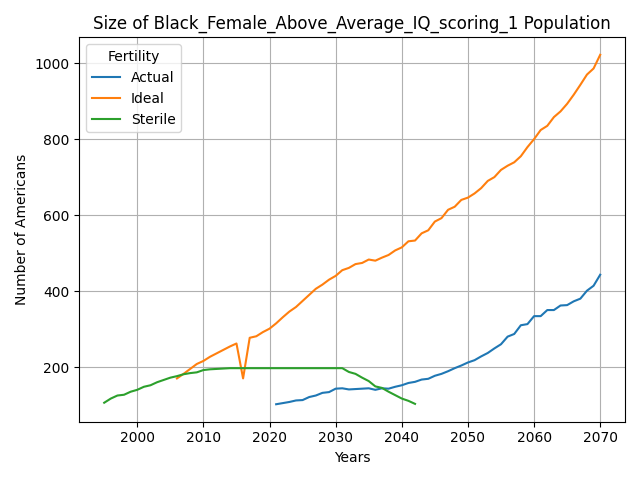 Size of Black_Female_Above_Average_IQ_scoring_1 Population
Fertility
Actual
Ideal
Sterile
Number of Americans
1000
800
600
400
200
2000
2010
2020
2030
2040
2050
2060
2070
Years